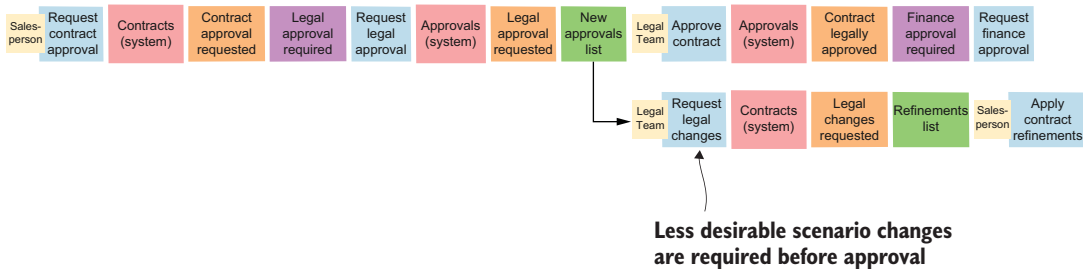 Sales-
person
Request
contract
approval
Contracts
(system)
Contract
approval
requested
Legal
approval
required
Request
legal
approval
Approvals
(system)
Legal
approval
requested
New
approvals
list
Legal
Team
Approve
contract
Approvals
(system)
Contract
legally
approved
Finance
approval
required
Request
finance
approval
Legal
Team
Request
legal
changes
Contracts
(system)
Legal
changes
requested
Refinements
list
Sales-
person
Apply
contract
refinements
Less desirable scenario changes
are required before approval